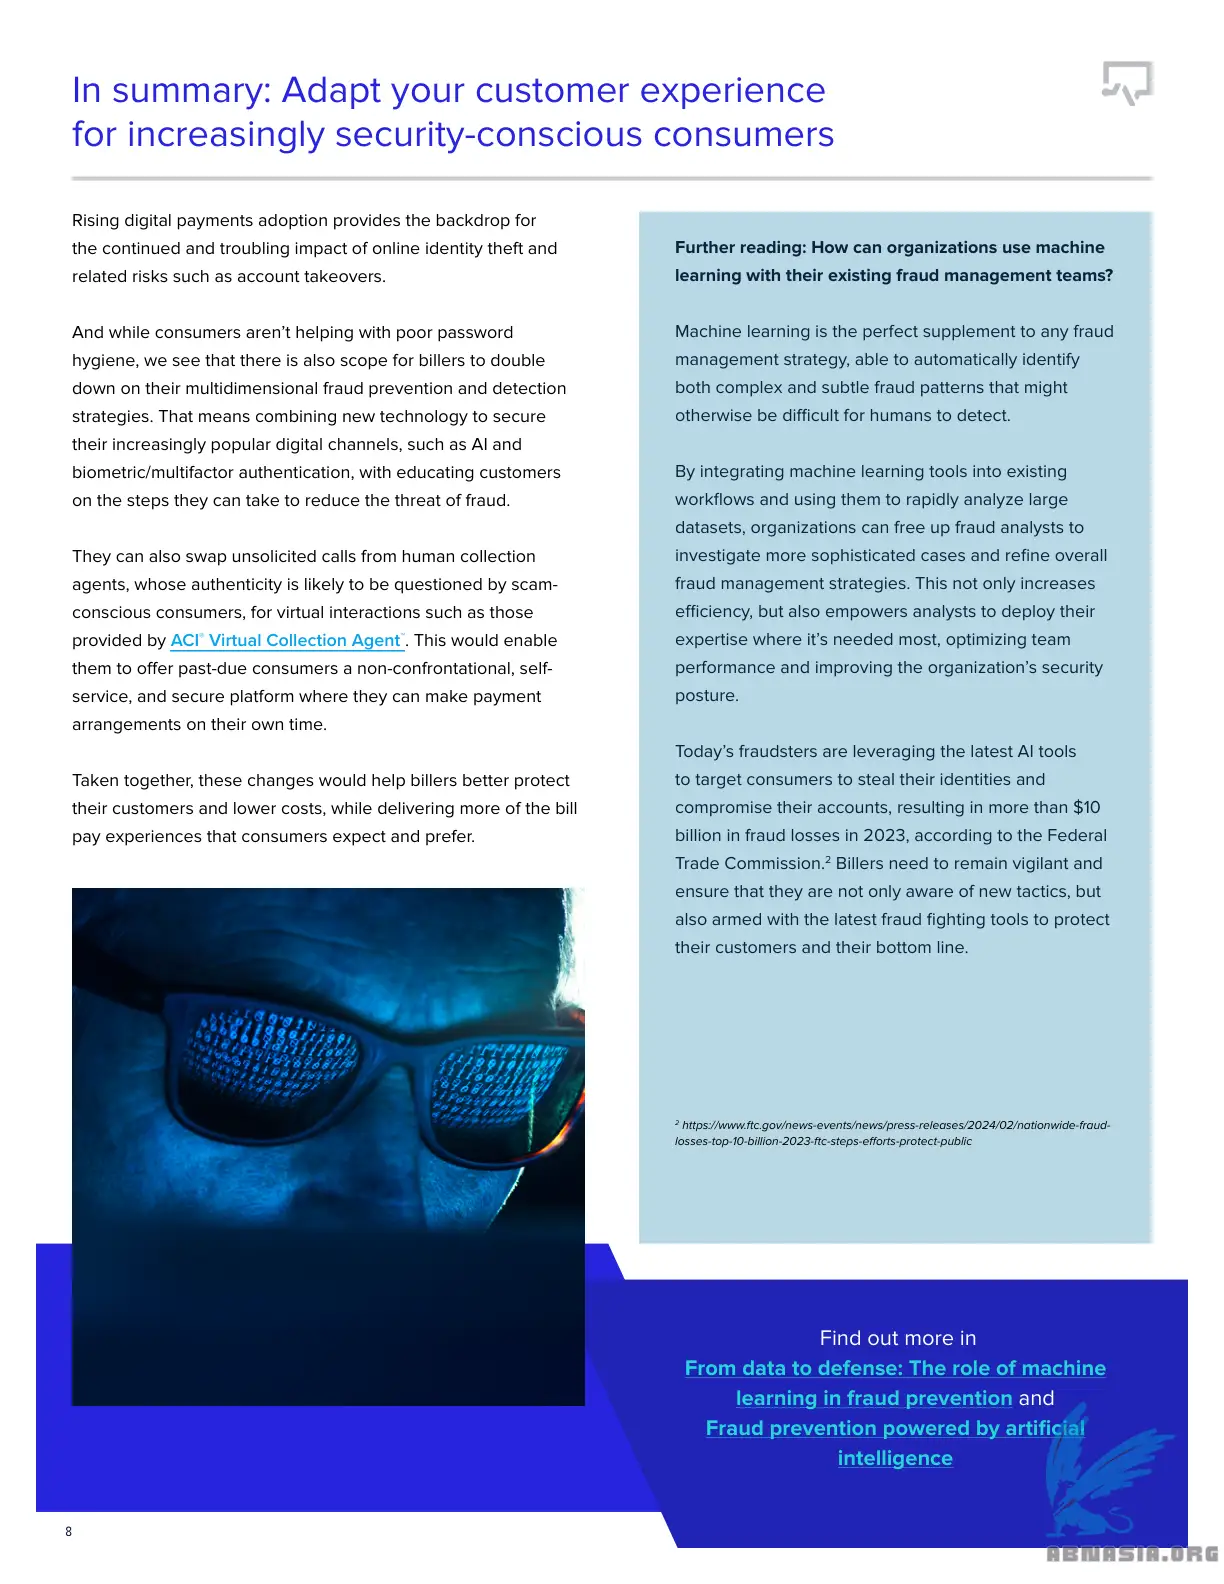 In summary: Adapt your customer experience
for increasingly security-conscious consumers
Rising digital payments adoption provides the backdrop for
the continued and troubling impact of online identity theft and
related risks such as account takeovers.
And while consumers aren’t helping with poor password
hygiene, we see that there is also scope for billers to double
down on their multidimensional fraud prevention and detection
strategies. That means combining new technology to secure
their increasingly popular digital channels, such as AI and
biometric/multifactor authentication, with educating customers
on the steps they can take to reduce the threat of fraud.
They can also swap unsolicited calls from human collection
agents, whose authenticity is likely to be questioned by scam-
conscious consumers, for virtual interactions such as those
provided by ACI® Virtual Collection Agent™. This would enable
them to offer past-due consumers a non-confrontational, self-
service, and secure platform where they can make payment
arrangements on their own time.
Taken together, these changes would help billers better protect
their customers and lower costs, while delivering more of the bill
pay experiences that consumers expect and prefer.
Further reading: How can organizations use machine
learning with their existing fraud management teams?
Machine learning is the perfect supplement to any fraud
management strategy, able to automatically identify
both complex and subtle fraud patterns that might
otherwise be difficult for humans to detect.
By integrating machine learning tools into existing
workflows and using them to rapidly analyze large
datasets, organizations can free up fraud analysts to
investigate more sophisticated cases and refine overall
fraud management strategies. This not only increases
efficiency, but also empowers analysts to deploy their
expertise where it’s needed most, optimizing team
performance and improving the organization’s security
posture.
Today’s fraudsters are leveraging the latest AI tools
to target consumers to steal their identities and
compromise their accounts, resulting in more than $10
billion in fraud losses in 2023, according to the Federal
Trade Commission.² Billers need to remain vigilant and
ensure that they are not only aware of new tactics, but
also armed with the latest fraud fighting tools to protect
their customers and their bottom line.
² https://www.ftc.gov/news-events/news/press-releases/2024/02/nationwide-fraud-
losses-top-10-billion-2023-ftc-steps-efforts-protect-public
Find out more in
From data to defense: The role of machine
learning in fraud prevention and
Fraud prevention powered by artificial
intelligence
8
ABMASIA.ORG